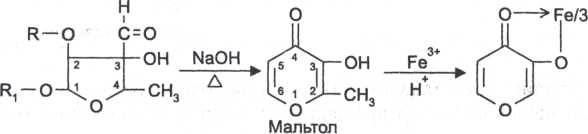 H
C=O
R—O
2
3
OH
R₁—O
1
4
O
CH₃
NaOH
△
O
4
5
3
OH
6
2
1
O
CH₃
Мальтол
Fe³⁺
H⁺
O
Fe/3
O
O